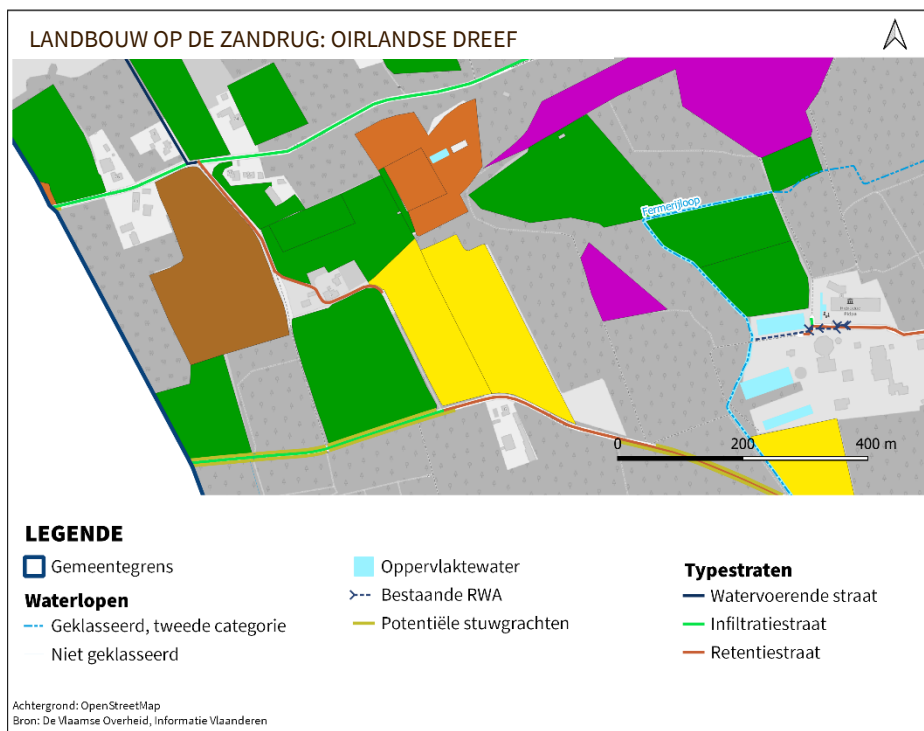 LANDBOUW OP DE ZANDRUG: OIRLANDSE DREEF
Fermerijloop
0 200 400 m
LEGENDE
Gemeentegrens
Waterlopen
Geklasseerd, tweede categorie
Niet geklasseerd
Oppervlaktewater
Bestaande RWA
Potentiële stuwgrachten
Typestraten
Watervoerende straat
Infiltratiestraat
Retentiestraat
Achtergrond: OpenStreetMap
Bron: De Vlaamse Overheid, Informatie Vlaanderen